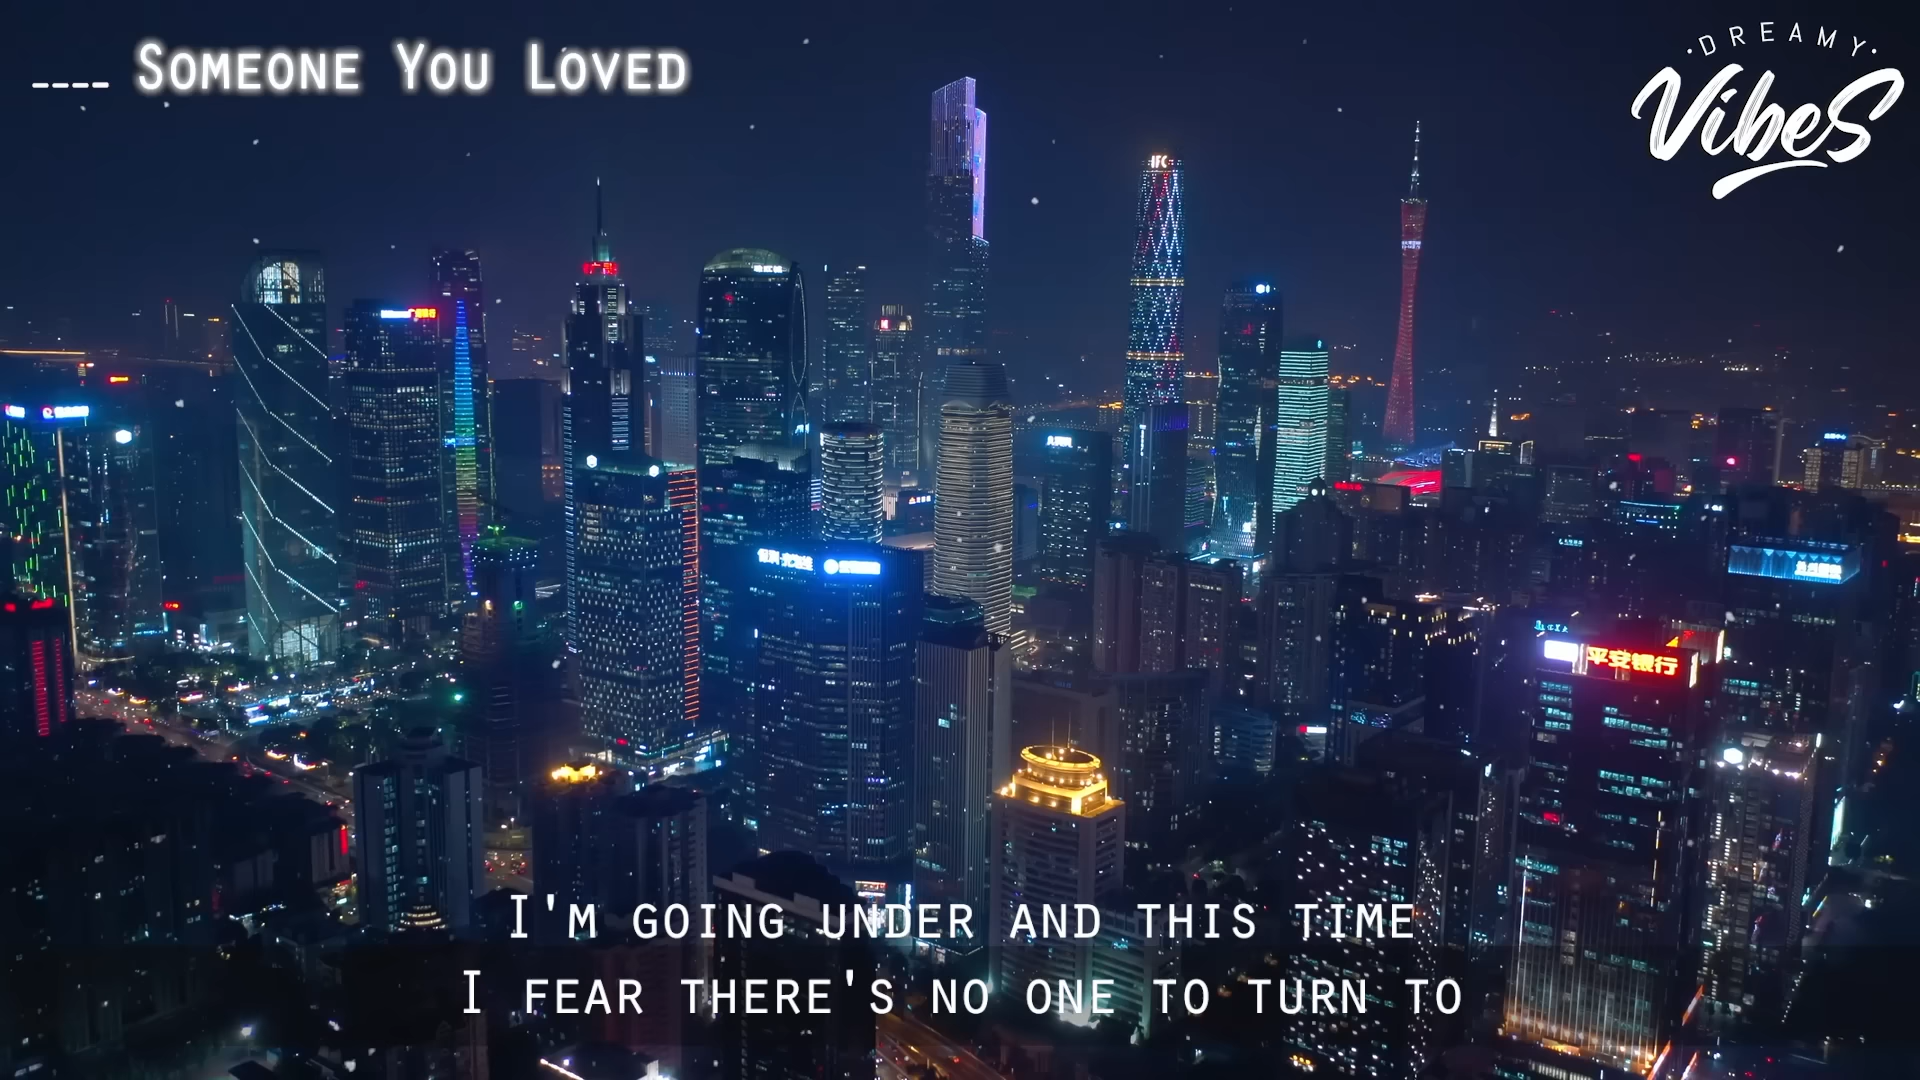 ---- Someone You Loved
·DREAMY·
Vibes
IFC
平安银行
I'M GOING UNDER AND THIS TIME
I FEAR THERE'S NO ONE TO TURN TO